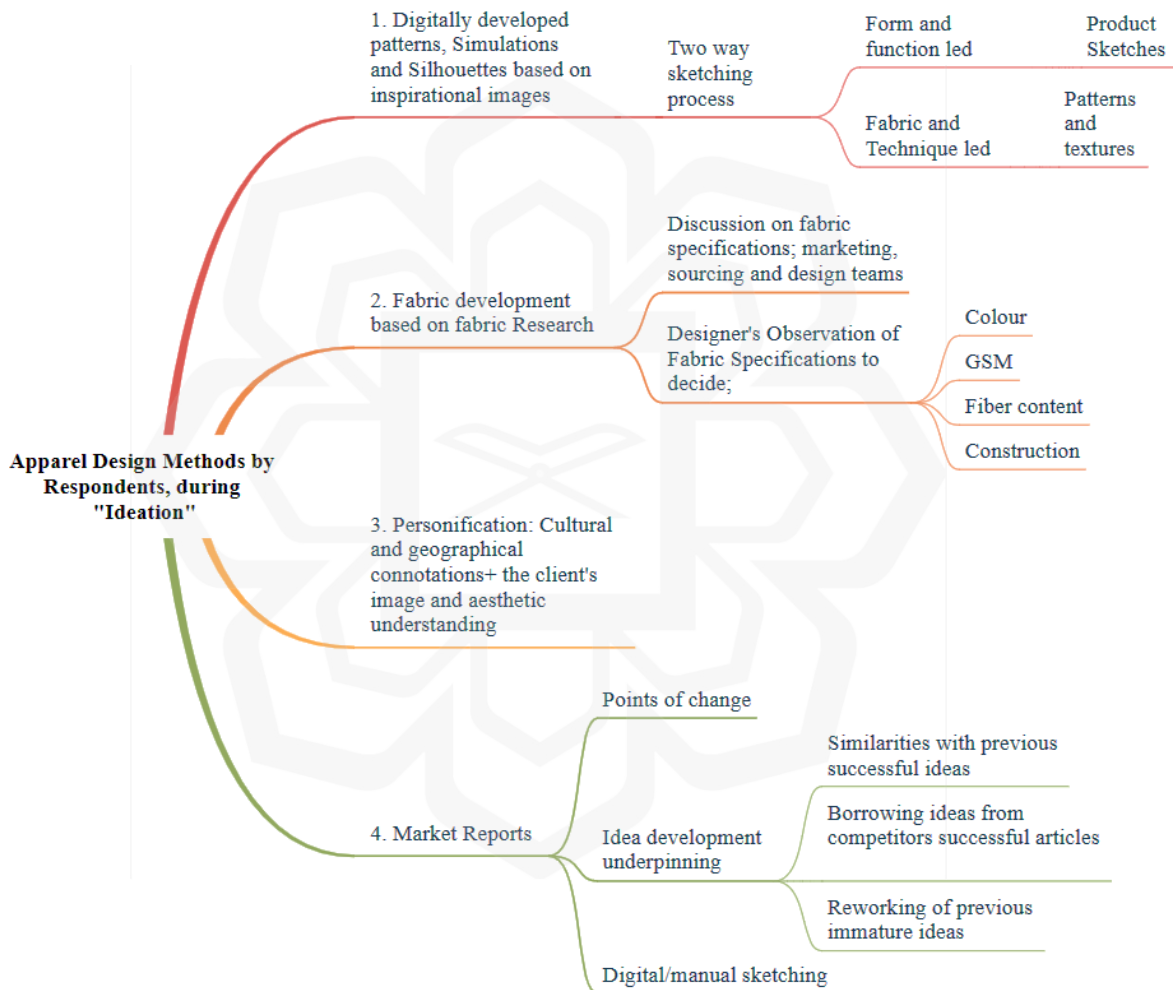 Apparel Design Methods by
Respondents, during
"Ideation"
1. Digitally developed
patterns, Simulations
and Silhouettes based on
inspirational images
Two way
sketching
process
Form and
function led
Product
Sketches
Fabric and
Technique led
Patterns
and
textures
2. Fabric development
based on fabric Research
Discussion on fabric
specifications; marketing,
sourcing and design teams
Designer's Observation of
Fabric Specifications to
decide;
Colour
GSM
Fiber content
Construction
3. Personification: Cultural
and geographical
connotations+ the client's
image and aesthetic
understanding
4. Market Reports
Points of change
Idea development
underpinning
Similarities with previous
successful ideas
Borrowing ideas from
competitors successful articles
Reworking of previous
immature ideas
Digital/manual sketching